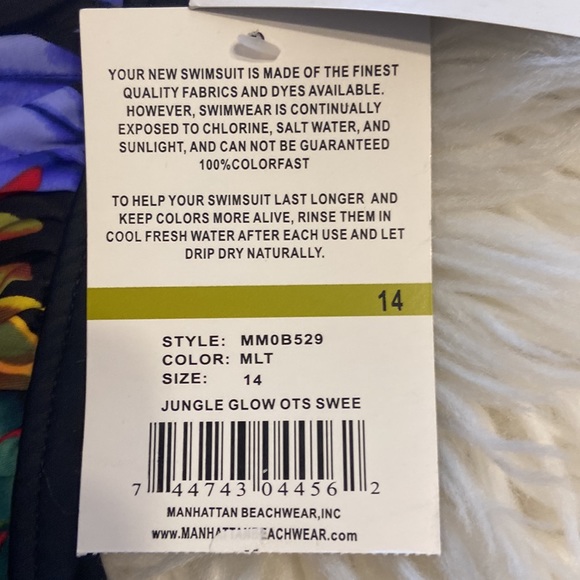 YOUR NEW SWIMSUIT IS MADE OF THE FINEST
QUALITY FABRICS AND DYES AVAILABLE.
HOWEVER, SWIMWEAR IS CONTINUALLY
EXPOSED TO CHLORINE, SALT WATER, AND
SUNLIGHT, AND CAN NOT BE GUARANTEED
100%COLORFAST
TO HELP YOUR SWIMSUIT LAST LONGER AND
KEEP COLORS MORE ALIVE, RINSE THEM IN
COOL FRESH WATER AFTER EACH USE AND LET
DRIP DRY NATURALLY.
14
STYLE: MM0B529
COLOR: MLT
SIZE: 14
JUNGLE GLOW OTS SWEE
7 44743 04456 2
MANHATTAN BEACHWEAR,INC
www.MANHATTANBEACHWEAR.com